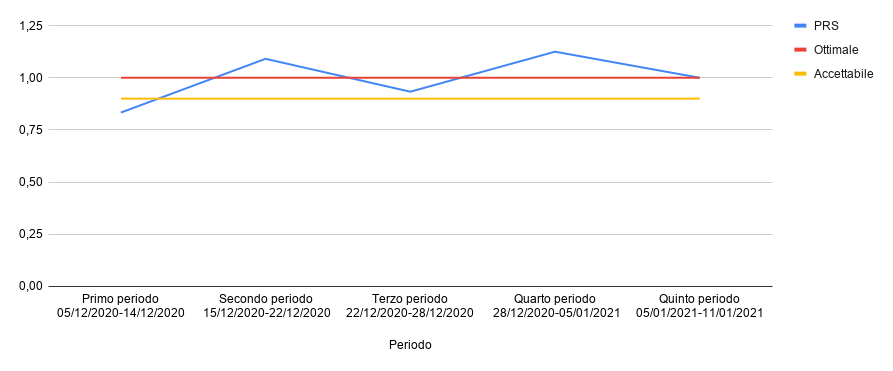 1,25
1,00
0,75
0,50
0,25
0,00
PRS
Ottimale
Accettabile
Primo periodo
05/12/2020-14/12/2020
Secondo periodo
15/12/2020-22/12/2020
Terzo periodo
22/12/2020-28/12/2020
Quarto periodo
28/12/2020-05/01/2021
Quinto periodo
05/01/2021-11/01/2021
Periodo